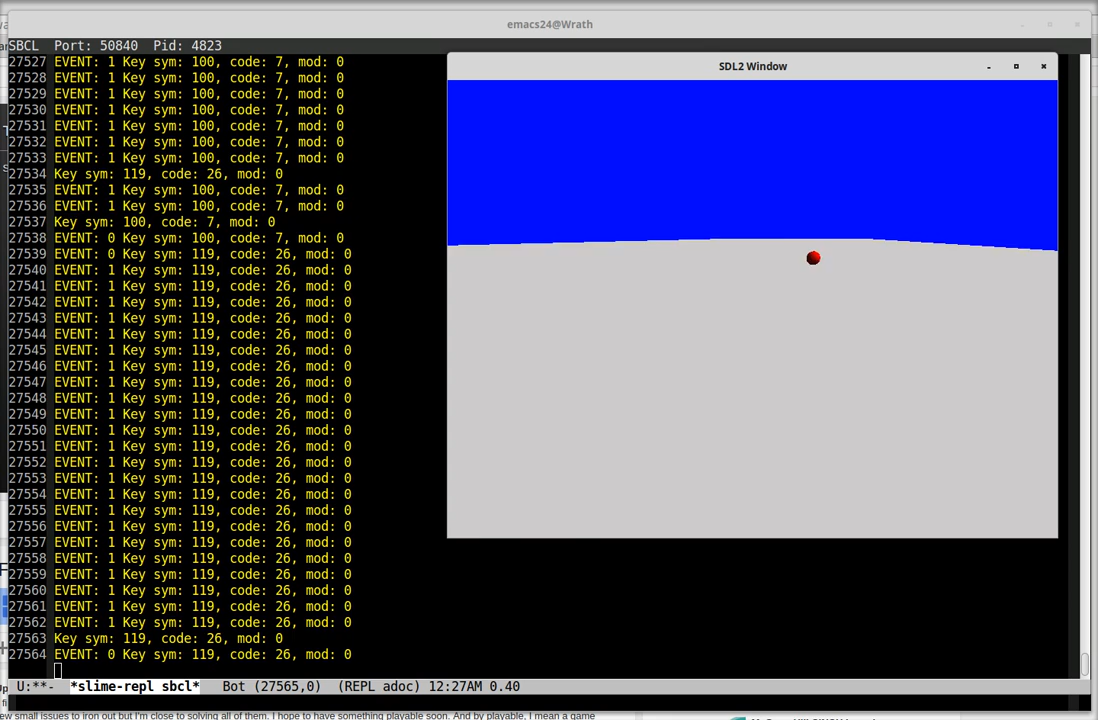 emacs24@Wrath
SBCL  Port: 50840  Pid: 4823
27527 EVENT: 1 Key sym: 100, code: 7, mod: 0
27528 EVENT: 1 Key sym: 100, code: 7, mod: 0
27529 EVENT: 1 Key sym: 100, code: 7, mod: 0
27530 EVENT: 1 Key sym: 100, code: 7, mod: 0
27531 EVENT: 1 Key sym: 100, code: 7, mod: 0
27532 EVENT: 1 Key sym: 100, code: 7, mod: 0
27533 EVENT: 1 Key sym: 100, code: 7, mod: 0
27534 Key sym: 119, code: 26, mod: 0
27535 EVENT: 1 Key sym: 100, code: 7, mod: 0
27536 EVENT: 1 Key sym: 100, code: 7, mod: 0
27537 Key sym: 100, code: 7, mod: 0
27538 EVENT: 0 Key sym: 100, code: 7, mod: 0
27539 EVENT: 0 Key sym: 119, code: 26, mod: 0
27540 EVENT: 1 Key sym: 119, code: 26, mod: 0
27541 EVENT: 1 Key sym: 119, code: 26, mod: 0
27542 EVENT: 1 Key sym: 119, code: 26, mod: 0
27543 EVENT: 1 Key sym: 119, code: 26, mod: 0
27544 EVENT: 1 Key sym: 119, code: 26, mod: 0
27545 EVENT: 1 Key sym: 119, code: 26, mod: 0
27546 EVENT: 1 Key sym: 119, code: 26, mod: 0
27547 EVENT: 1 Key sym: 119, code: 26, mod: 0
27548 EVENT: 1 Key sym: 119, code: 26, mod: 0
27549 EVENT: 1 Key sym: 119, code: 26, mod: 0
27550 EVENT: 1 Key sym: 119, code: 26, mod: 0
27551 EVENT: 1 Key sym: 119, code: 26, mod: 0
27552 EVENT: 1 Key sym: 119, code: 26, mod: 0
27553 EVENT: 1 Key sym: 119, code: 26, mod: 0
27554 EVENT: 1 Key sym: 119, code: 26, mod: 0
27555 EVENT: 1 Key sym: 119, code: 26, mod: 0
27556 EVENT: 1 Key sym: 119, code: 26, mod: 0
27557 EVENT: 1 Key sym: 119, code: 26, mod: 0
27558 EVENT: 1 Key sym: 119, code: 26, mod: 0
27559 EVENT: 1 Key sym: 119, code: 26, mod: 0
27560 EVENT: 1 Key sym: 119, code: 26, mod: 0
27561 EVENT: 1 Key sym: 119, code: 26, mod: 0
27562 EVENT: 1 Key sym: 119, code: 26, mod: 0
27563 Key sym: 119, code: 26, mod: 0
27564 EVENT: 0 Key sym: 119, code: 26, mod: 0
SDL2 Window
U:**-  *slime-repl sbcl*   Bot (27565,0)  (REPL adoc) 12:27AM 0.40
ew small issues to iron out but I'm close to solving all of them. I hope to have something playable soon. And by playable, I mean a game